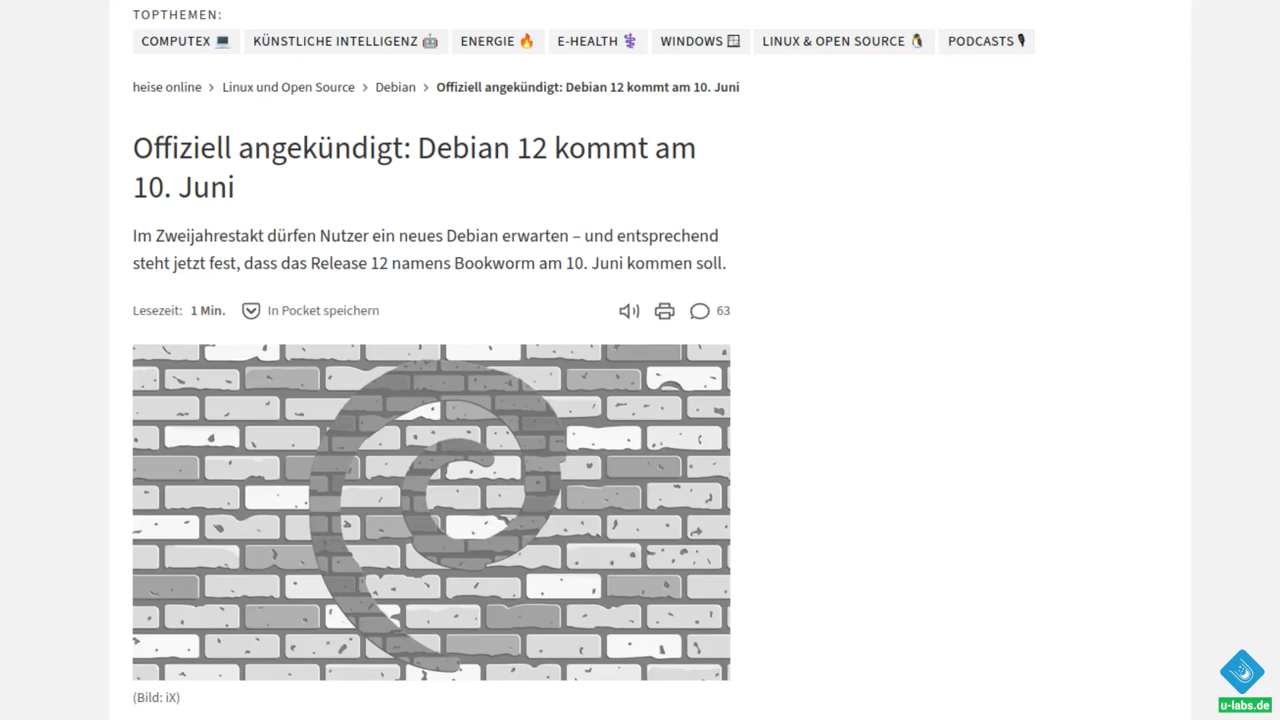 TOPTHEMEN:
COMPUTEX 💻 KÜNSTLICHE INTELLIGENZ 🤖 ENERGIE 🔥 E-HEALTH ⚕️ WINDOWS 🪟 LINUX & OPEN SOURCE 🐧 PODCASTS 🎙
heise online > Linux und Open Source > Debian > Offiziell angekündigt: Debian 12 kommt am 10. Juni
Offiziell angekündigt: Debian 12 kommt am
10. Juni
Im Zweijahrestakt dürfen Nutzer ein neues Debian erwarten – und entsprechend
steht jetzt fest, dass das Release 12 namens Bookworm am 10. Juni kommen soll.
Lesezeit: 1 Min. In Pocket speichern 63
(Bild: iX)
u-labs.de